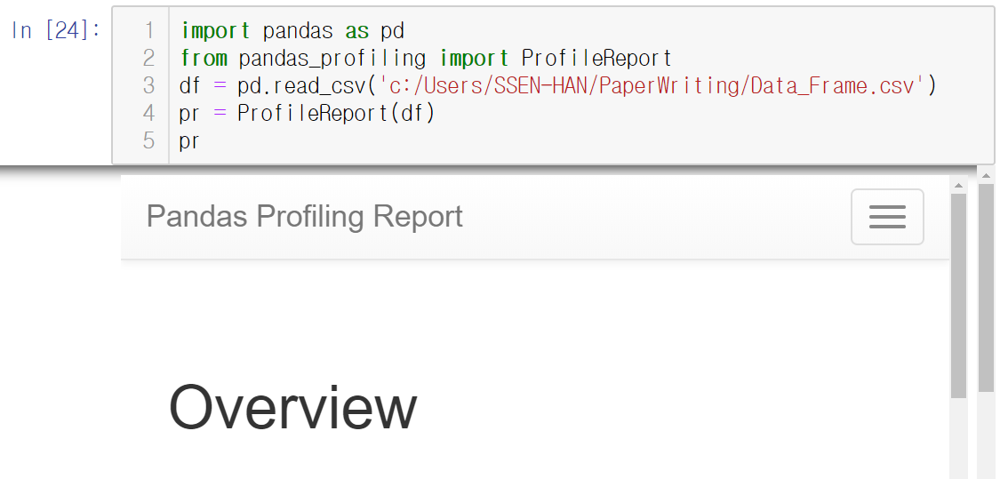 In [24]:
1 import pandas as pd
2 from pandas_profiling import ProfileReport
3 df = pd.read_csv('c:/Users/SSEN-HAN/PaperWriting/Data_Frame.csv')
4 pr = ProfileReport(df)
5 pr
Pandas Profiling Report
Overview